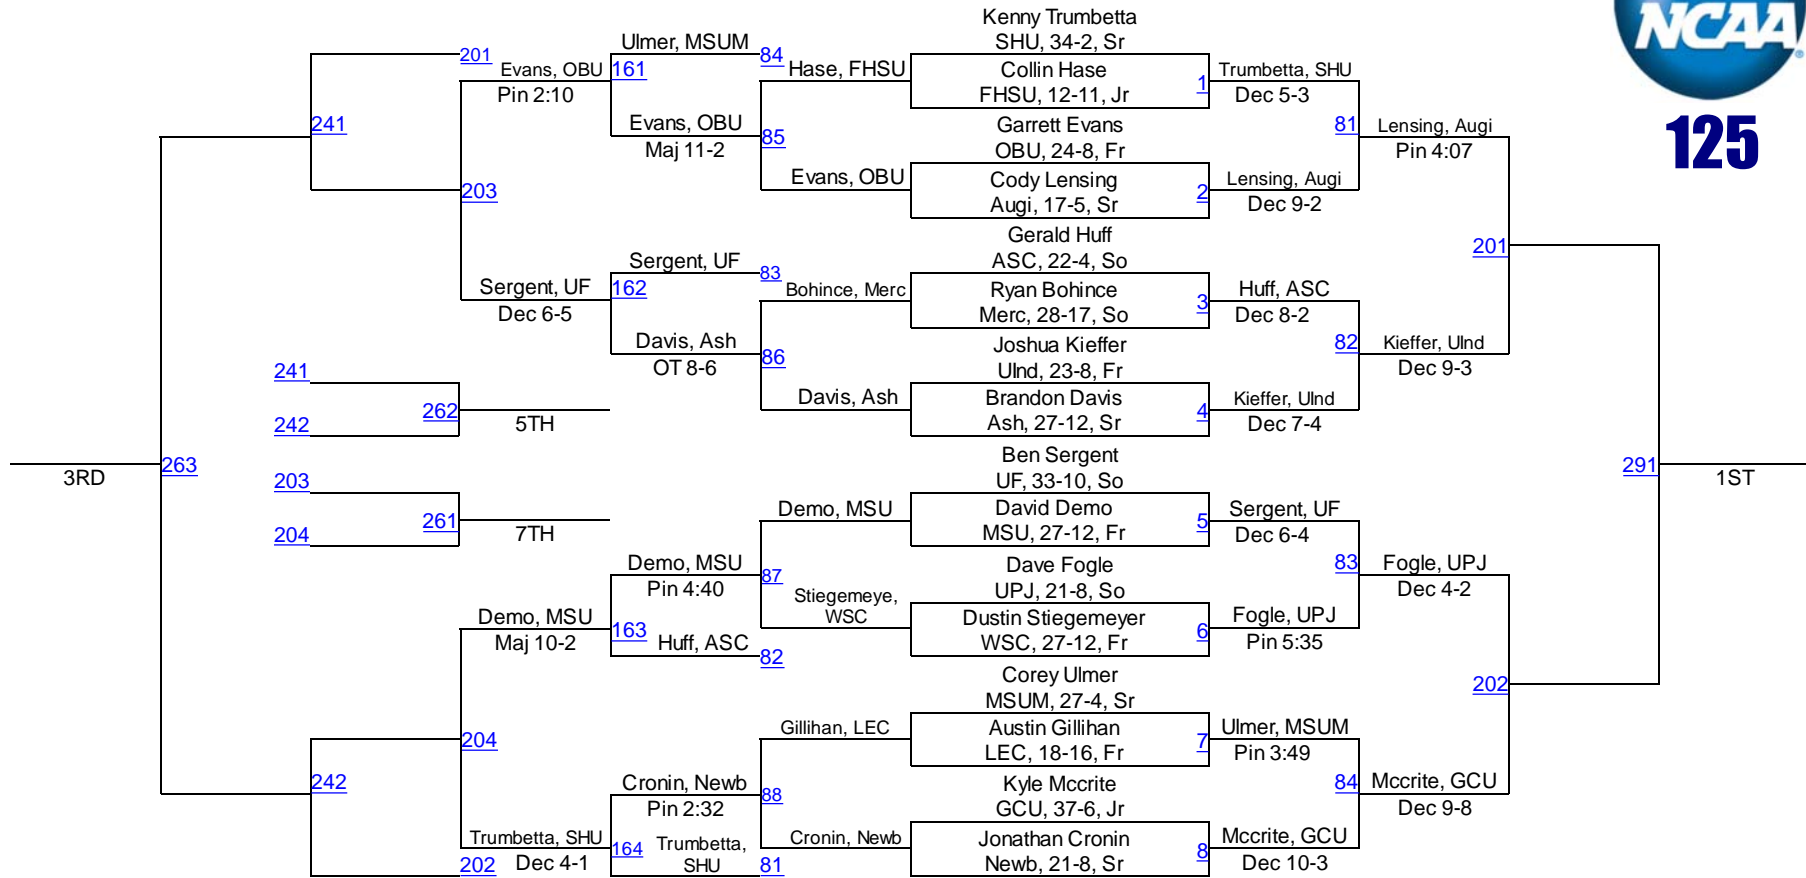 Kenny Trumbetta
SHU, 34-2, Sr
NCAA
®
125
201
Ulmer, MSUM
84
Evans, OBU
161
Pin 2:10
Hase, FHSU
Collin Hase
FHSU, 12-11, Jr
1
Trumbetta, SHU
Dec 5-3
241
Evans, OBU
Maj 11-2
85
Garrett Evans
OBU, 24-8, Fr
81
Lensing, Augi
Pin 4:07
203
Evans, OBU
Cody Lensing
Augi, 17-5, Sr
2
Lensing, Augi
Dec 9-2
Gerald Huff
ASC, 22-4, So
201
Sergent, UF
83
Sergent, UF
162
Dec 6-5
Bohince, Merc
Ryan Bohince
Merc, 28-17, So
3
Huff, ASC
Dec 8-2
Davis, Ash
OT 8-6
86
Joshua Kieffer
UInd, 23-8, Fr
82
Kieffer, UInd
Dec 9-3
241
262
242
5TH
Davis, Ash
Brandon Davis
Ash, 27-12, Sr
4
Kieffer, UInd
Dec 7-4
3RD
263
Ben Sergent
UF, 33-10, So
291
1ST
203
261
204
7TH
Demo, MSU
David Demo
MSU, 27-12, Fr
5
Sergent, UF
Dec 6-4
Demo, MSU
Pin 4:40
87
Dave Fogle
UPJ, 21-8, So
83
Fogle, UPJ
Dec 4-2
Demo, MSU
163
Maj 10-2
Huff, ASC
82
Stiegemeye,
WSC
Dustin Stiegemeyer
WSC, 27-12, Fr
6
Fogle, UPJ
Pin 5:35
Corey Ulmer
MSUM, 27-4, Sr
202
204
Gillihan, LEC
Austin Gillihan
LEC, 18-16, Fr
7
Ulmer, MSUM
Pin 3:49
242
Cronin, Newb
Pin 2:32
88
Kyle Mccrite
GCU, 37-6, Jr
84
Mccrite, GCU
Dec 9-8
Trumbetta, SHU
164
Dec 4-1
202
Trumbetta,
SHU
81
Cronin, Newb
Jonathan Cronin
Newb, 21-8, Sr
8
Mccrite, GCU
Dec 10-3